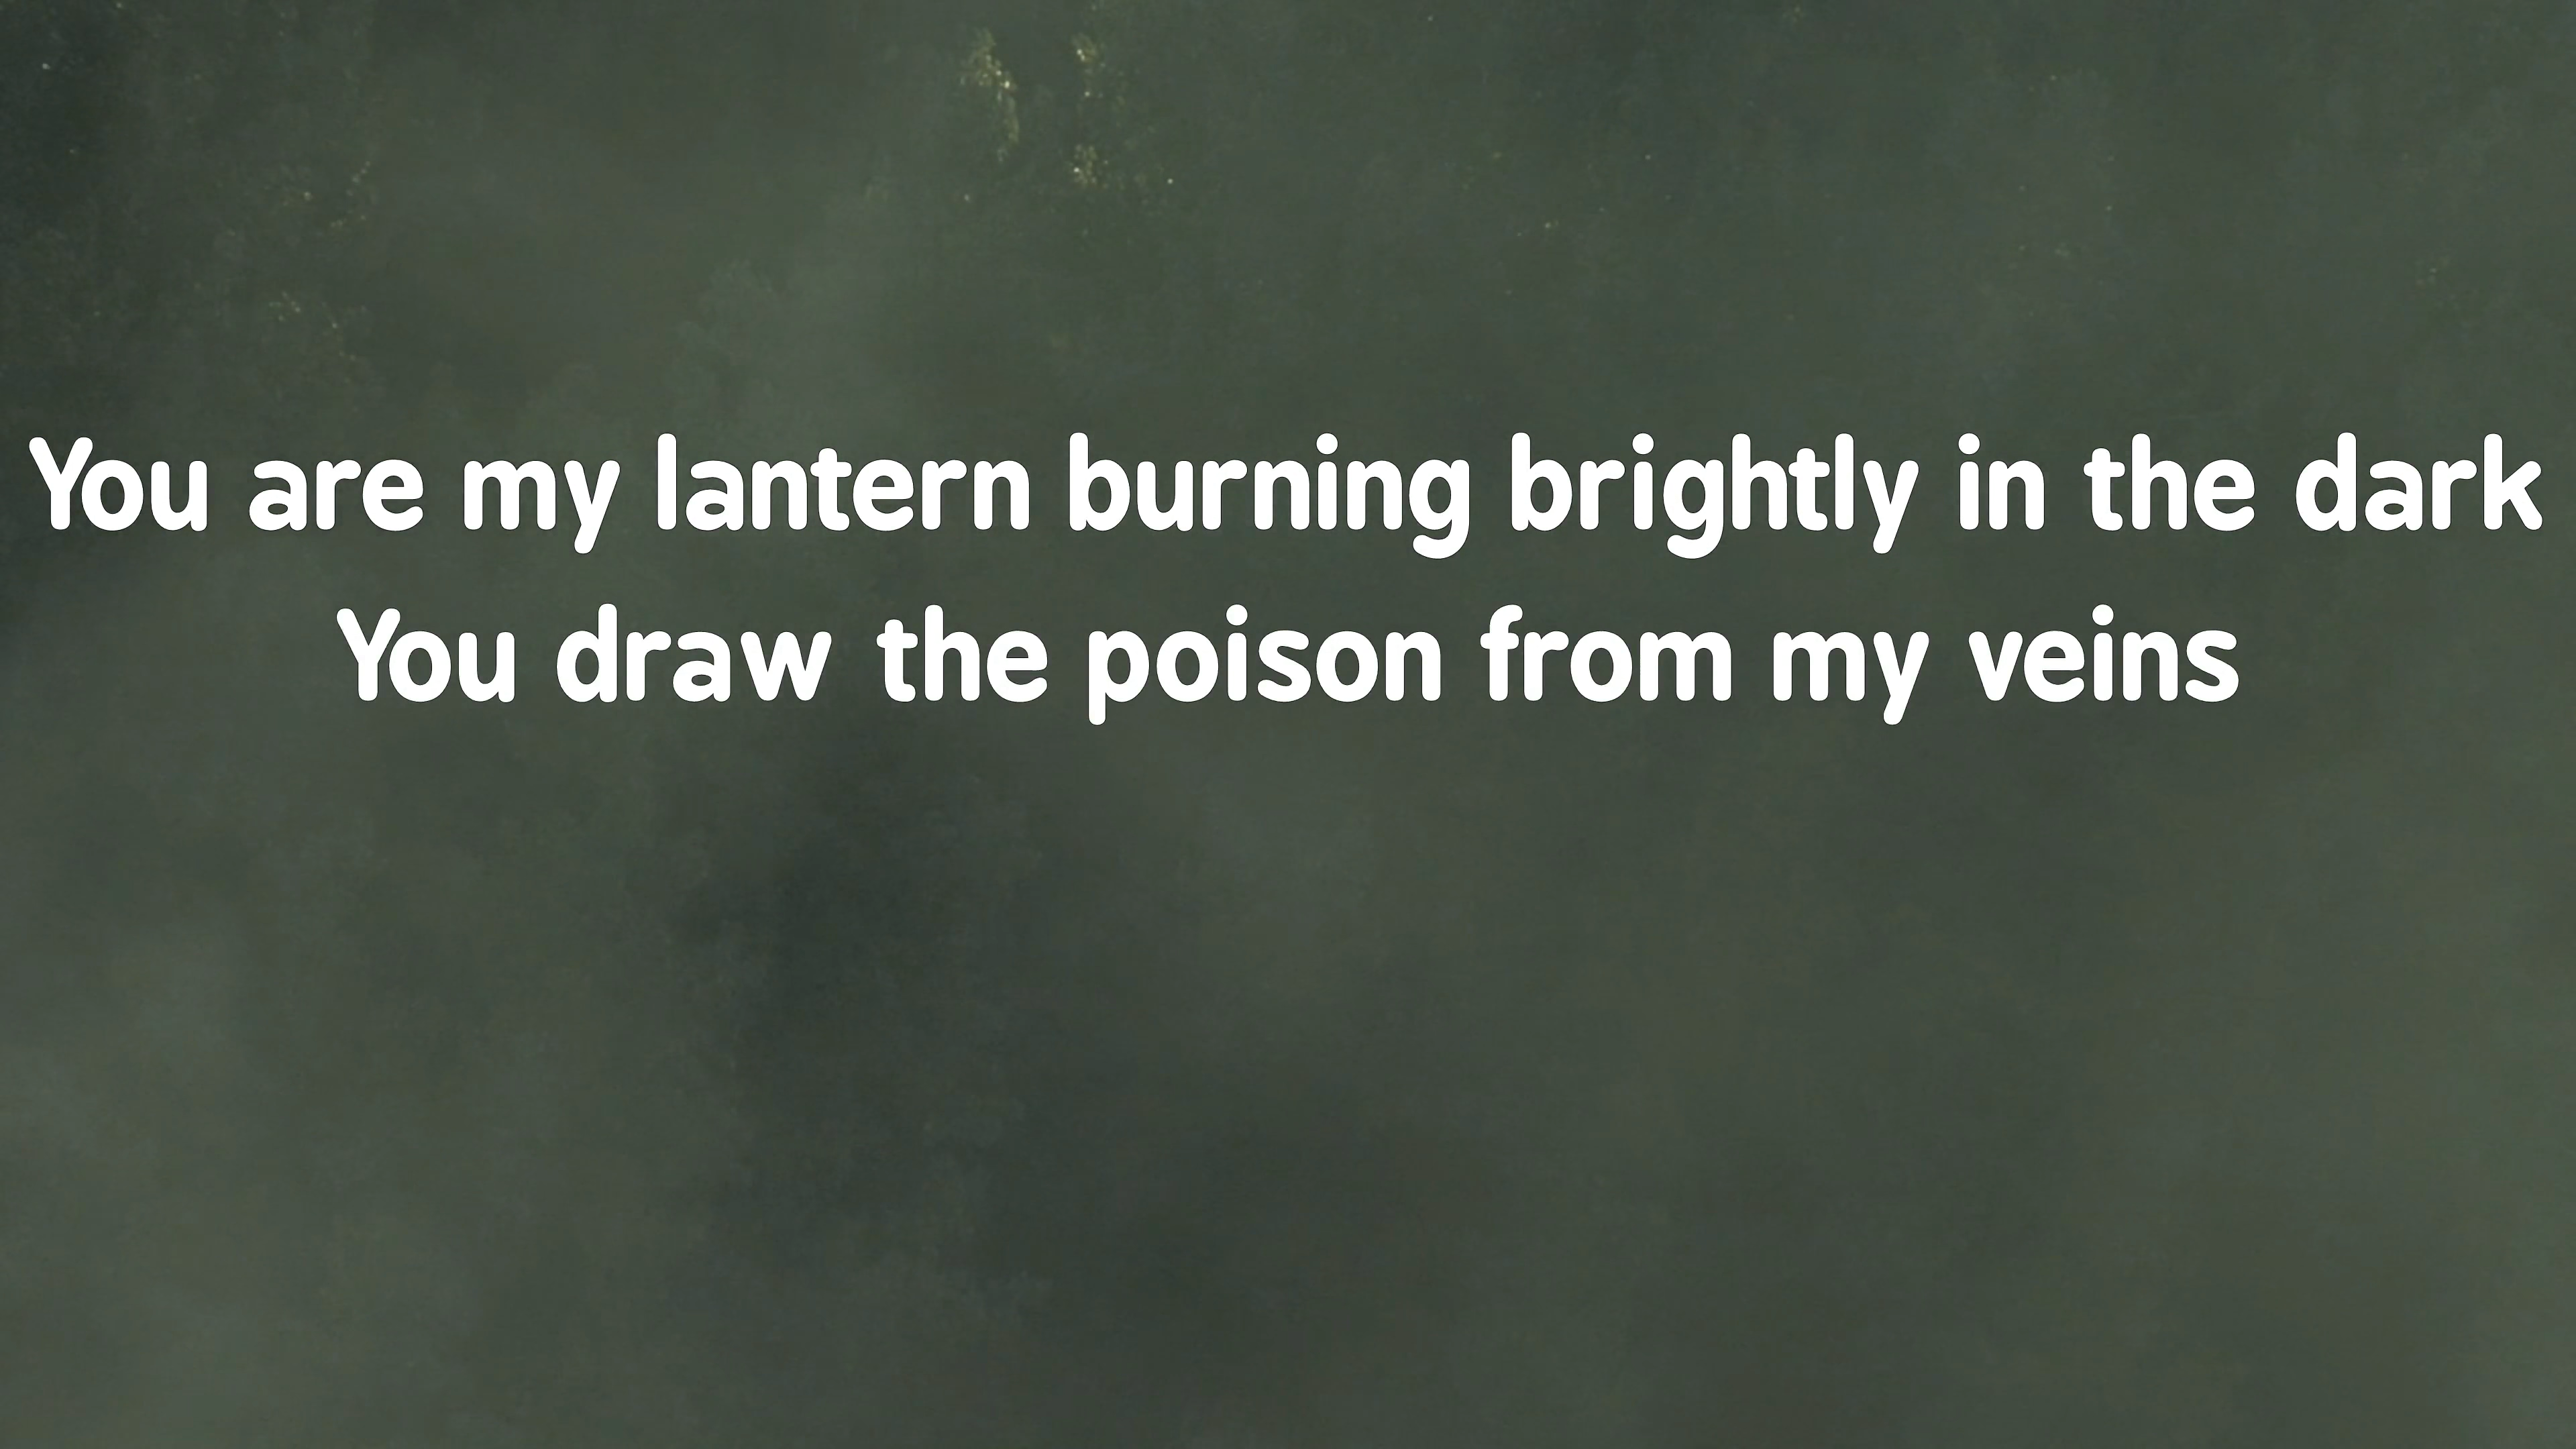 You are my lantern burning brightly in the dark
You draw the poison from my veins